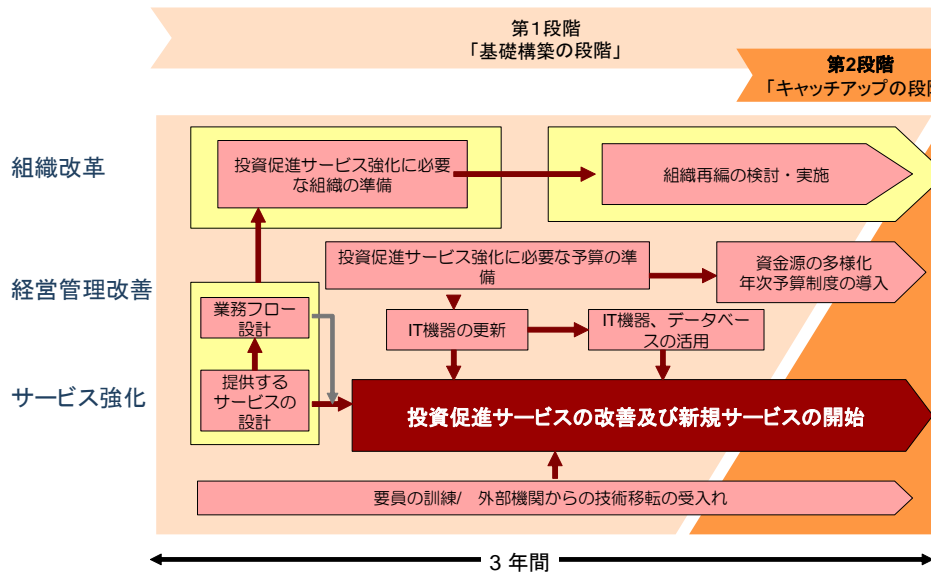 第1段階
「基礎構築の段階」
第2段階
「キャッチアップの段
組織改革
投資促進サービス強化に必要
な組織の準備
組織再編の検討・実施
経営管理改善
投資促進サービス強化に必要な予算の準
備
資金源の多様化
年次予算制度の導入
業務フロー
設計
IT機器の更新
IT機器、データベー
スの活用
サービス強化
提供する
サービスの
設計
投資促進サービスの改善及び新規サービスの開始
要員の訓練/ 外部機関からの技術移転の受入れ
3 年間